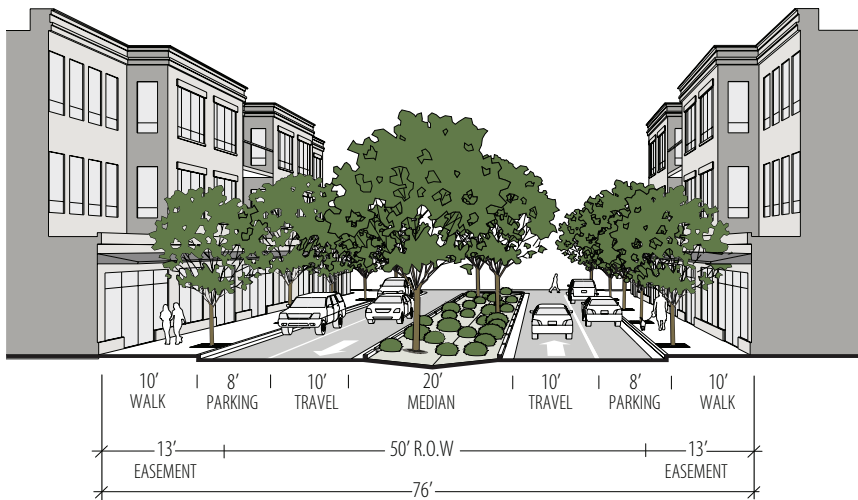 10' 8' 10' 20' 10' 8' 10'
WALK PARKING TRAVEL MEDIAN TRAVEL PARKING WALK
13' 50' R.O.W 13'
EASEMENT EASEMENT
76'